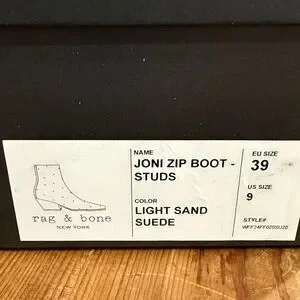 rag & bone
NEW YORK
NAME
JONI ZIP BOOT -
STUDS
COLOR
LIGHT SAND
SUEDE
EU SIZE
39
US SIZE
9
STYLE#